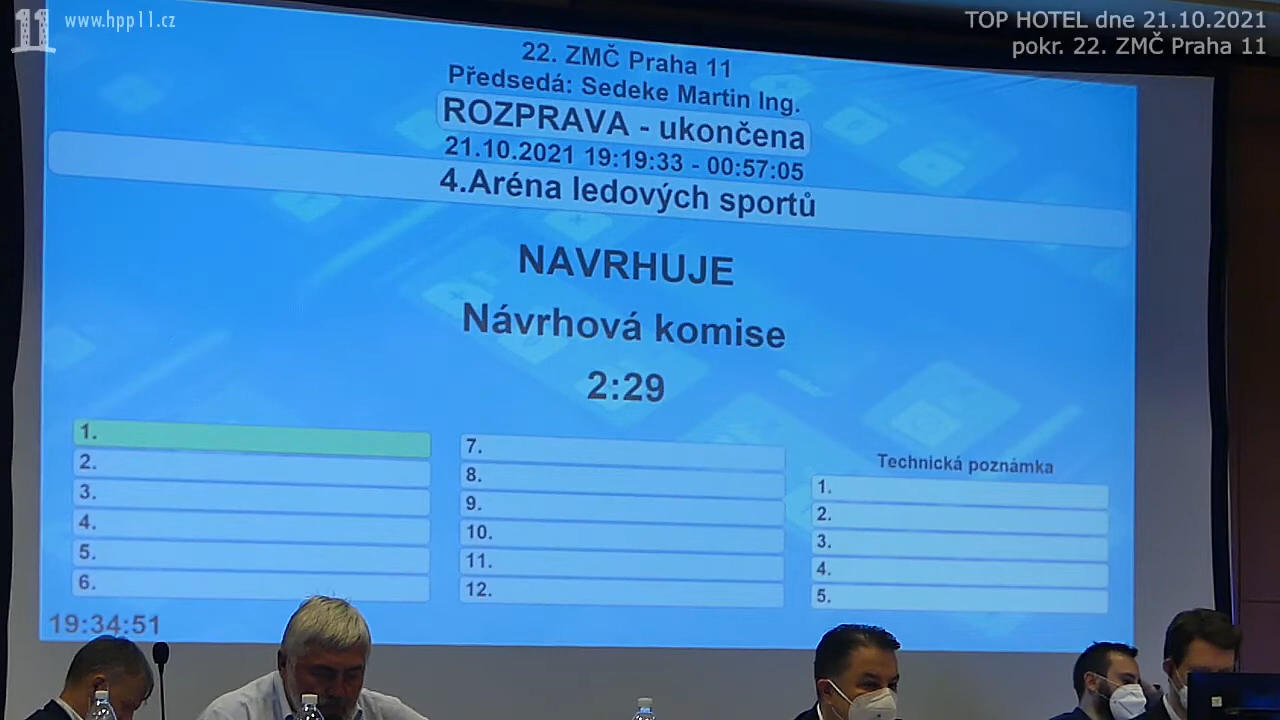 11 www.hpp11.cz
TOP HOTEL dne 21.10.2021
pokr. 22. ZMČ Praha 11
22. ZMČ Praha 11
Předsedá: Sedeke Martin Ing.
ROZPRAVA - ukončena
21.10.2021 19:19:33 - 00:57:05
4.Aréna ledových sportů
NAVRHUJE
Návrhová komise
2:29
1.
2.
3.
4.
5.
6.
7.
8.
9.
10.
11.
12.
Technická poznámka
1.
2.
3.
4.
5.
19:34:51